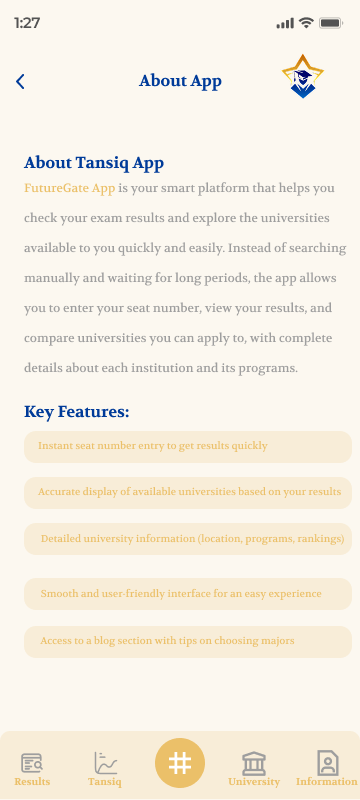 1:27
About App
About Tansiq App
FutureGate App is your smart platform that helps you
check your exam results and explore the universities
available to you quickly and easily. Instead of searching
manually and waiting for long periods, the app allows
you to enter your seat number, view your results, and
compare universities you can apply to, with complete
details about each institution and its programs.
Key Features:
Instant seat number entry to get results quickly
Accurate display of available universities based on your results
Detailed university information (location, programs, rankings)
Smooth and user-friendly interface for an easy experience
Access to a blog section with tips on choosing majors
#
Results Tansiq University Information